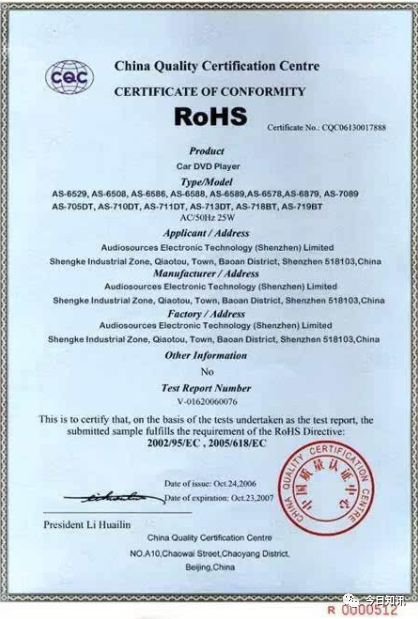 CQC
China Quality Certification Centre
CERTIFICATE OF CONFORMITY
RoHS
Certificate No.: CQC06130017888
Product
Car DVD Player
Type/Model
AS-6529, AS-6508, AS-6586, AS-6588, AS-6589,AS-6578,AS-6879, AS-7089
AS-705DT, AS-710DT, AS-711DT, AS-713DT, AS-718BT, AS-719BT
AC/50Hz 25W
Applicant / Address
Audiosources Electronic Technology (Shenzhen) Limited
Shengke Industrial Zone, Qiaotou, Town, Baoan District, Shenzhen 518103,China
Manufacturer / Address
Audiosources Electronic Technology (Shenzhen) Limited
Shengke Industrial Zone, Qiaotou, Town, Baoan District, Shenzhen 518103,China
Factory / Address
Audiosources Electronic Technology (Shenzhen) Limited
Shengke Industrial Zone, Qiaotou, Town, Baoan District, Shenzhen 518103,China
Other Information
No
Test Report Number
V-01620060076
This is to certify that, on the basis of the tests undertaken as the test report, the
submitted sample fulfills the requirement of the RoHS Directive:
2002/95/EC , 2005/618/EC
CHINA QUALITY CERTIFICATION CENTRE
中国质量认证中心
Date of issue: Oct.24,2006
Date of expiration: Oct.23,2007
President Li Huailin
China Quality Certification Centre
NO.A10,Chaowai Street,Chaoyang District,
Beijing,China
今日知讯
R 0000512